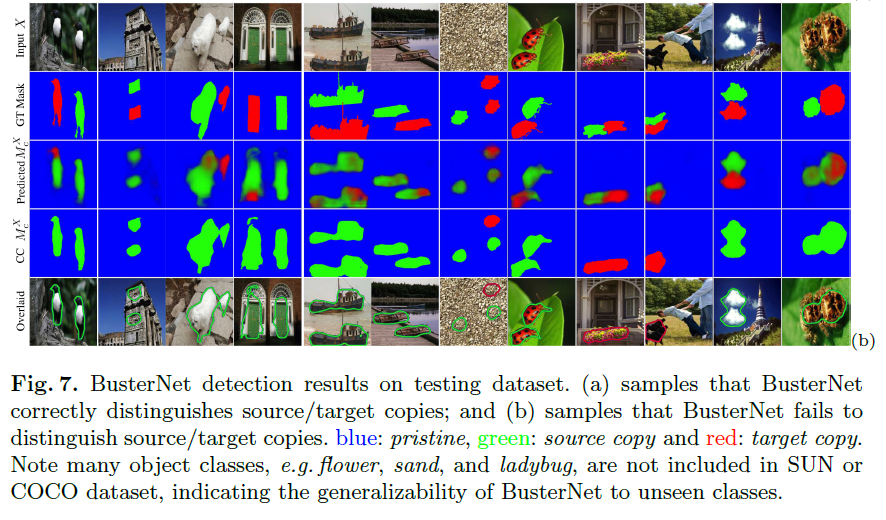 Input X
GT Mask
Predicted M_c^X
CC M_c^X
Overlaid
(b)
Fig. 7. BusterNet detection results on testing dataset. (a) samples that BusterNet
correctly distinguishes source/target copies; and (b) samples that BusterNet fails to
distinguish source/target copies. blue: pristine, green: source copy and red: target copy.
Note many object classes, e.g. flower, sand, and ladybug, are not included in SUN or
COCO dataset, indicating the generalizability of BusterNet to unseen classes.